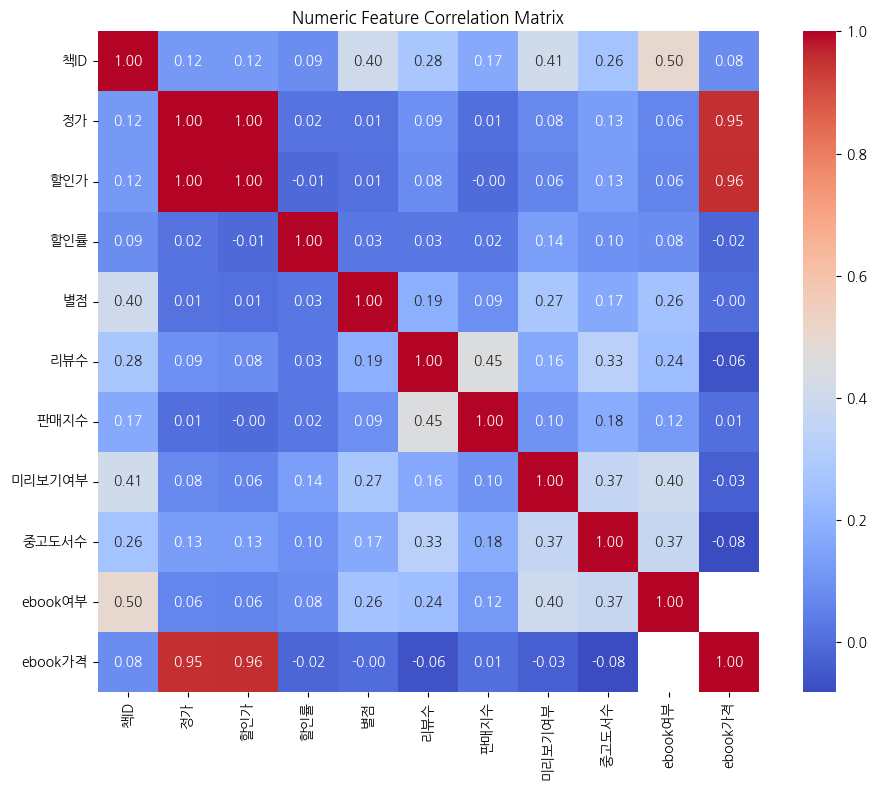 Numeric Feature Correlation Matrix
책ID 1.00 0.12 0.12 0.09 0.40 0.28 0.17 0.41 0.26 0.50 0.08
정가 0.12 1.00 1.00 0.02 0.01 0.09 0.01 0.08 0.13 0.06 0.95
할인가 0.12 1.00 1.00 -0.01 0.01 0.08 -0.00 0.06 0.13 0.06 0.96
할인률 0.09 0.02 -0.01 1.00 0.03 0.03 0.02 0.14 0.10 0.08 -0.02
별점 0.40 0.01 0.01 0.03 1.00 0.19 0.09 0.27 0.17 0.26 -0.00
리뷰수 0.28 0.09 0.08 0.03 0.19 1.00 0.45 0.16 0.33 0.24 -0.06
판매지수 0.17 0.01 -0.00 0.02 0.09 0.45 1.00 0.10 0.18 0.12 0.01
미리보기여부 0.41 0.08 0.06 0.14 0.27 0.16 0.10 1.00 0.37 0.40 -0.03
중고도서수 0.26 0.13 0.13 0.10 0.17 0.33 0.18 0.37 1.00 0.37 -0.08
ebook여부 0.50 0.06 0.06 0.08 0.26 0.24 0.12 0.40 0.37 1.00
ebook가격 0.08 0.95 0.96 -0.02 -0.00 -0.06 0.01 -0.03 -0.08 1.00
책ID 정가 할인가 할인률 별점 리뷰수 판매지수 미리보기여부 중고도서수 ebook여부 ebook가격
1.0
0.8
0.6
0.4
0.2
0.0